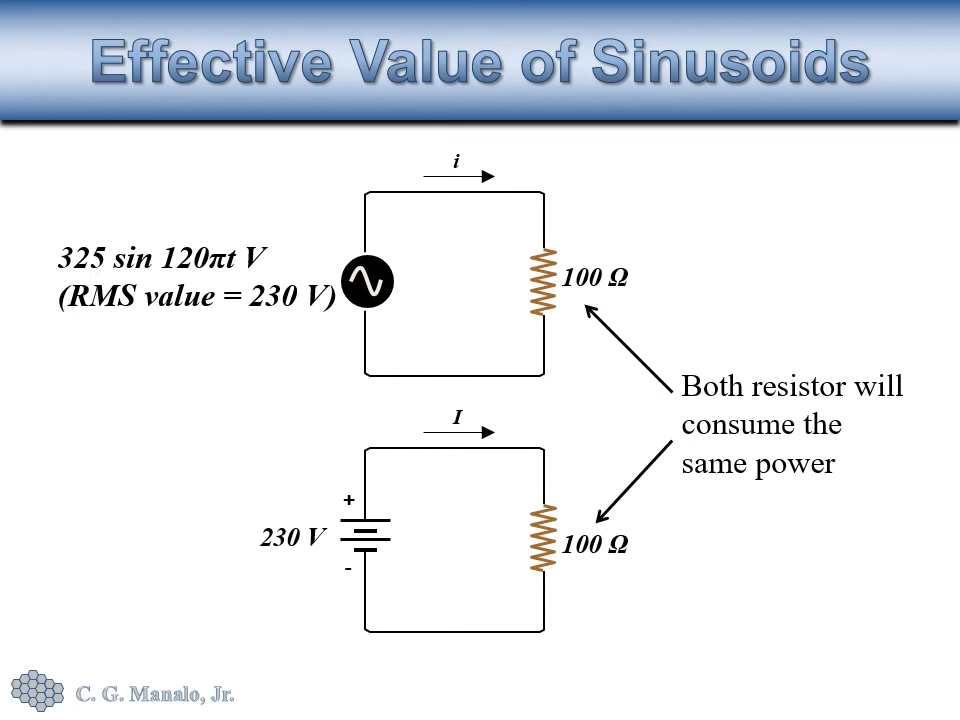 Effective Value of Sinusoids
i
325 sin 120πt V
(RMS value = 230 V)
100 Ω
Both resistor will
consume the
same power
I
+
230 V
-
100 Ω
C. G. Manalo, Jr.